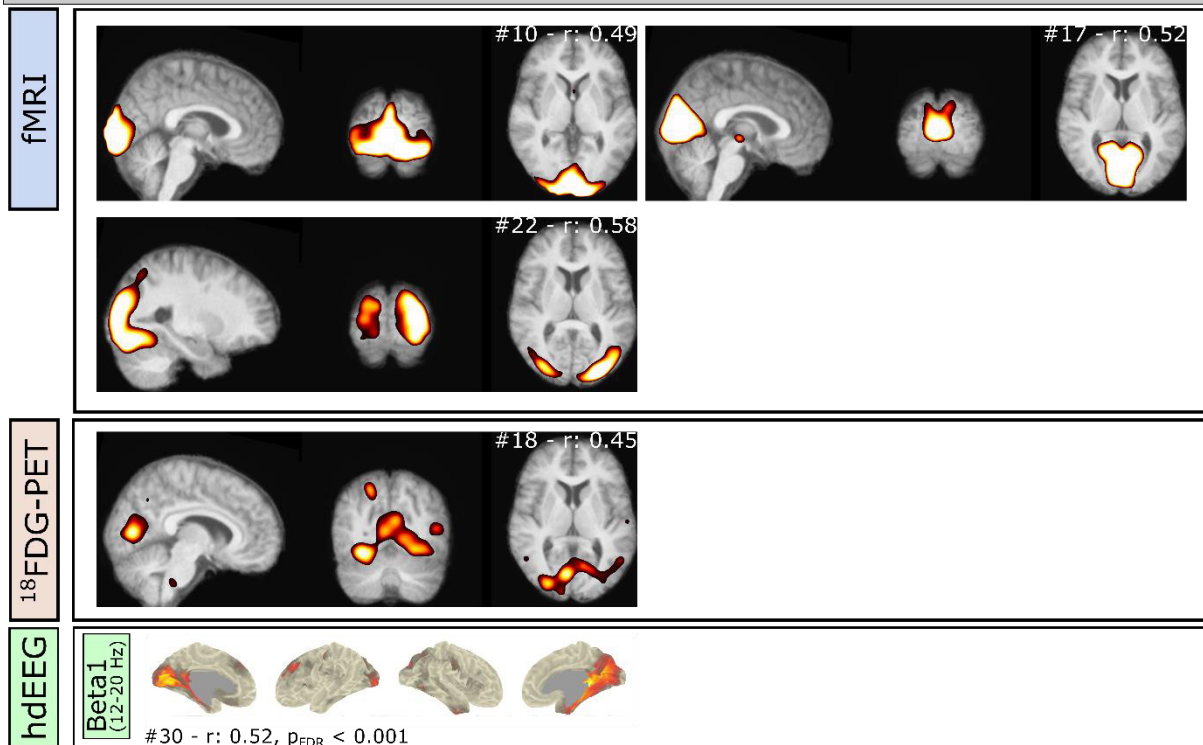 fMRI
#10 - r: 0.49
#17 - r: 0.52
#22 - r: 0.58
¹⁸FDG-PET
#18 - r: 0.45
hdEEG
Beta1
(12-20 Hz)
#30 - r: 0.52, pFDR < 0.001